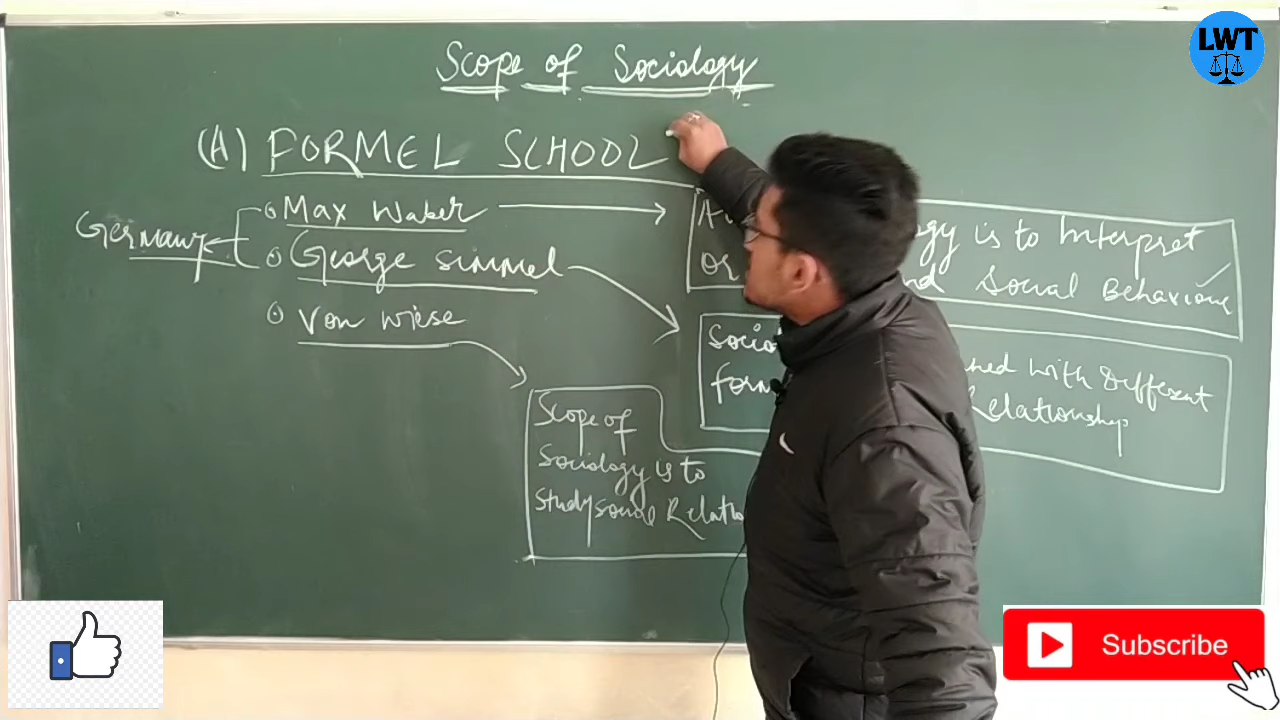 LWT
Scope of Sociology
(A) FORMEL SCHOOL
Max Waber
Germany
George simmel
Von wiese
gy is to Interpret
or
nd Social Behaviour
Socio
ned with Different
form
Relationship
Scope of
Sociology is to
Study Social Relatio
Subscribe